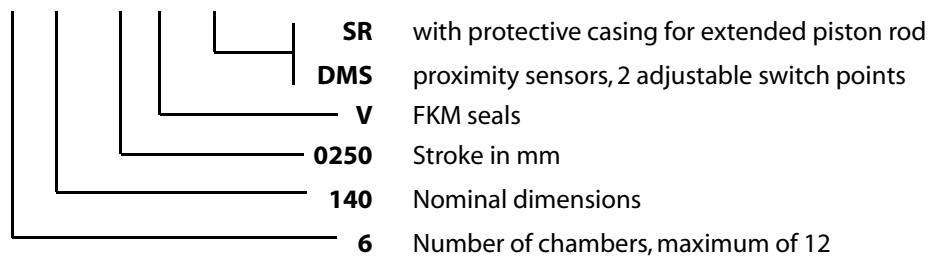 SR with protective casing for extended piston rod
DMS proximity sensors, 2 adjustable switch points
V FKM seals
0250 Stroke in mm
140 Nominal dimensions
6 Number of chambers, maximum of 12